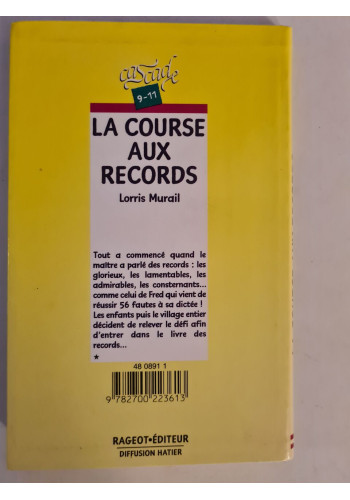 cascade
9-11
LA COURSE
AUX
RECORDS
Lorris Murail
Tout a commencé quand le
maître a parlé des records : les
glorieux, les lamentables, les
admirables, les consternants...
comme celui de Fred qui vient de
réussir 56 fautes à sa dictée !
Les enfants puis le village entier
décident de relever le défi afin
d'entrer dans le livre des
records...
*
48 0891 1
9 782700 223613
RAGEOT•ÉDITEUR
DIFFUSION HATIER